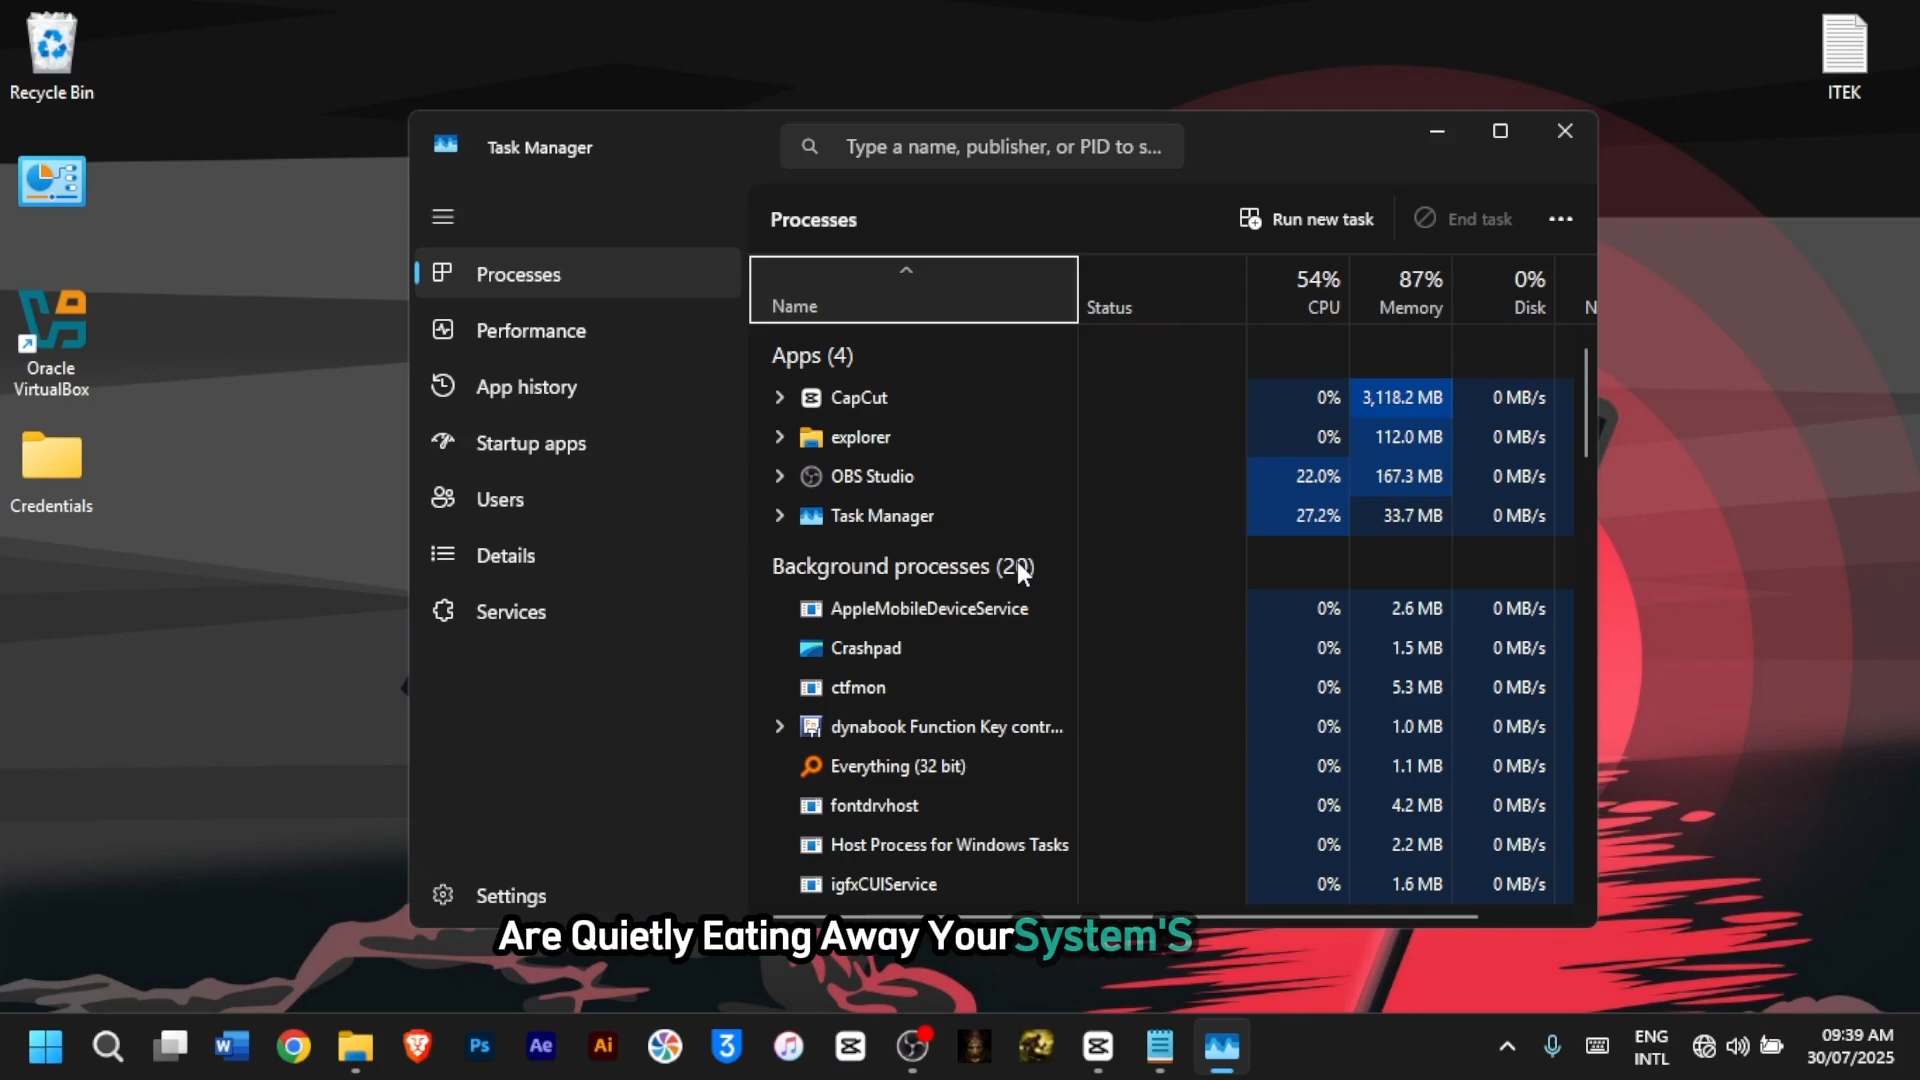 Recycle Bin
ITEK
Oracle
VirtualBox
Credentials
Task Manager
Type a name, publisher, or PID to s...
Processes
Run new task
End task
Processes
Performance
App history
Startup apps
Users
Details
Services
Settings
Name
Status
54%
CPU
87%
Memory
0%
Disk
N
Apps (4)
CapCut 0% 3,118.2 MB 0 MB/s
explorer 0% 112.0 MB 0 MB/s
OBS Studio 22.0% 167.3 MB 0 MB/s
Task Manager 27.2% 33.7 MB 0 MB/s
Background processes (20)
AppleMobileDeviceService 0% 2.6 MB 0 MB/s
Crashpad 0% 1.5 MB 0 MB/s
ctfmon 0% 5.3 MB 0 MB/s
dynabook Function Key contr... 0% 1.0 MB 0 MB/s
Everything (32 bit) 0% 1.1 MB 0 MB/s
fontdrvhost 0% 4.2 MB 0 MB/s
Host Process for Windows Tasks 0% 2.2 MB 0 MB/s
igfxCUIService 0% 1.6 MB 0 MB/s
Are Quietly Eating Away Your System'S
W
Ps
Ae
Ai
3
ENG
INTL
09:39 AM
30/07/2025